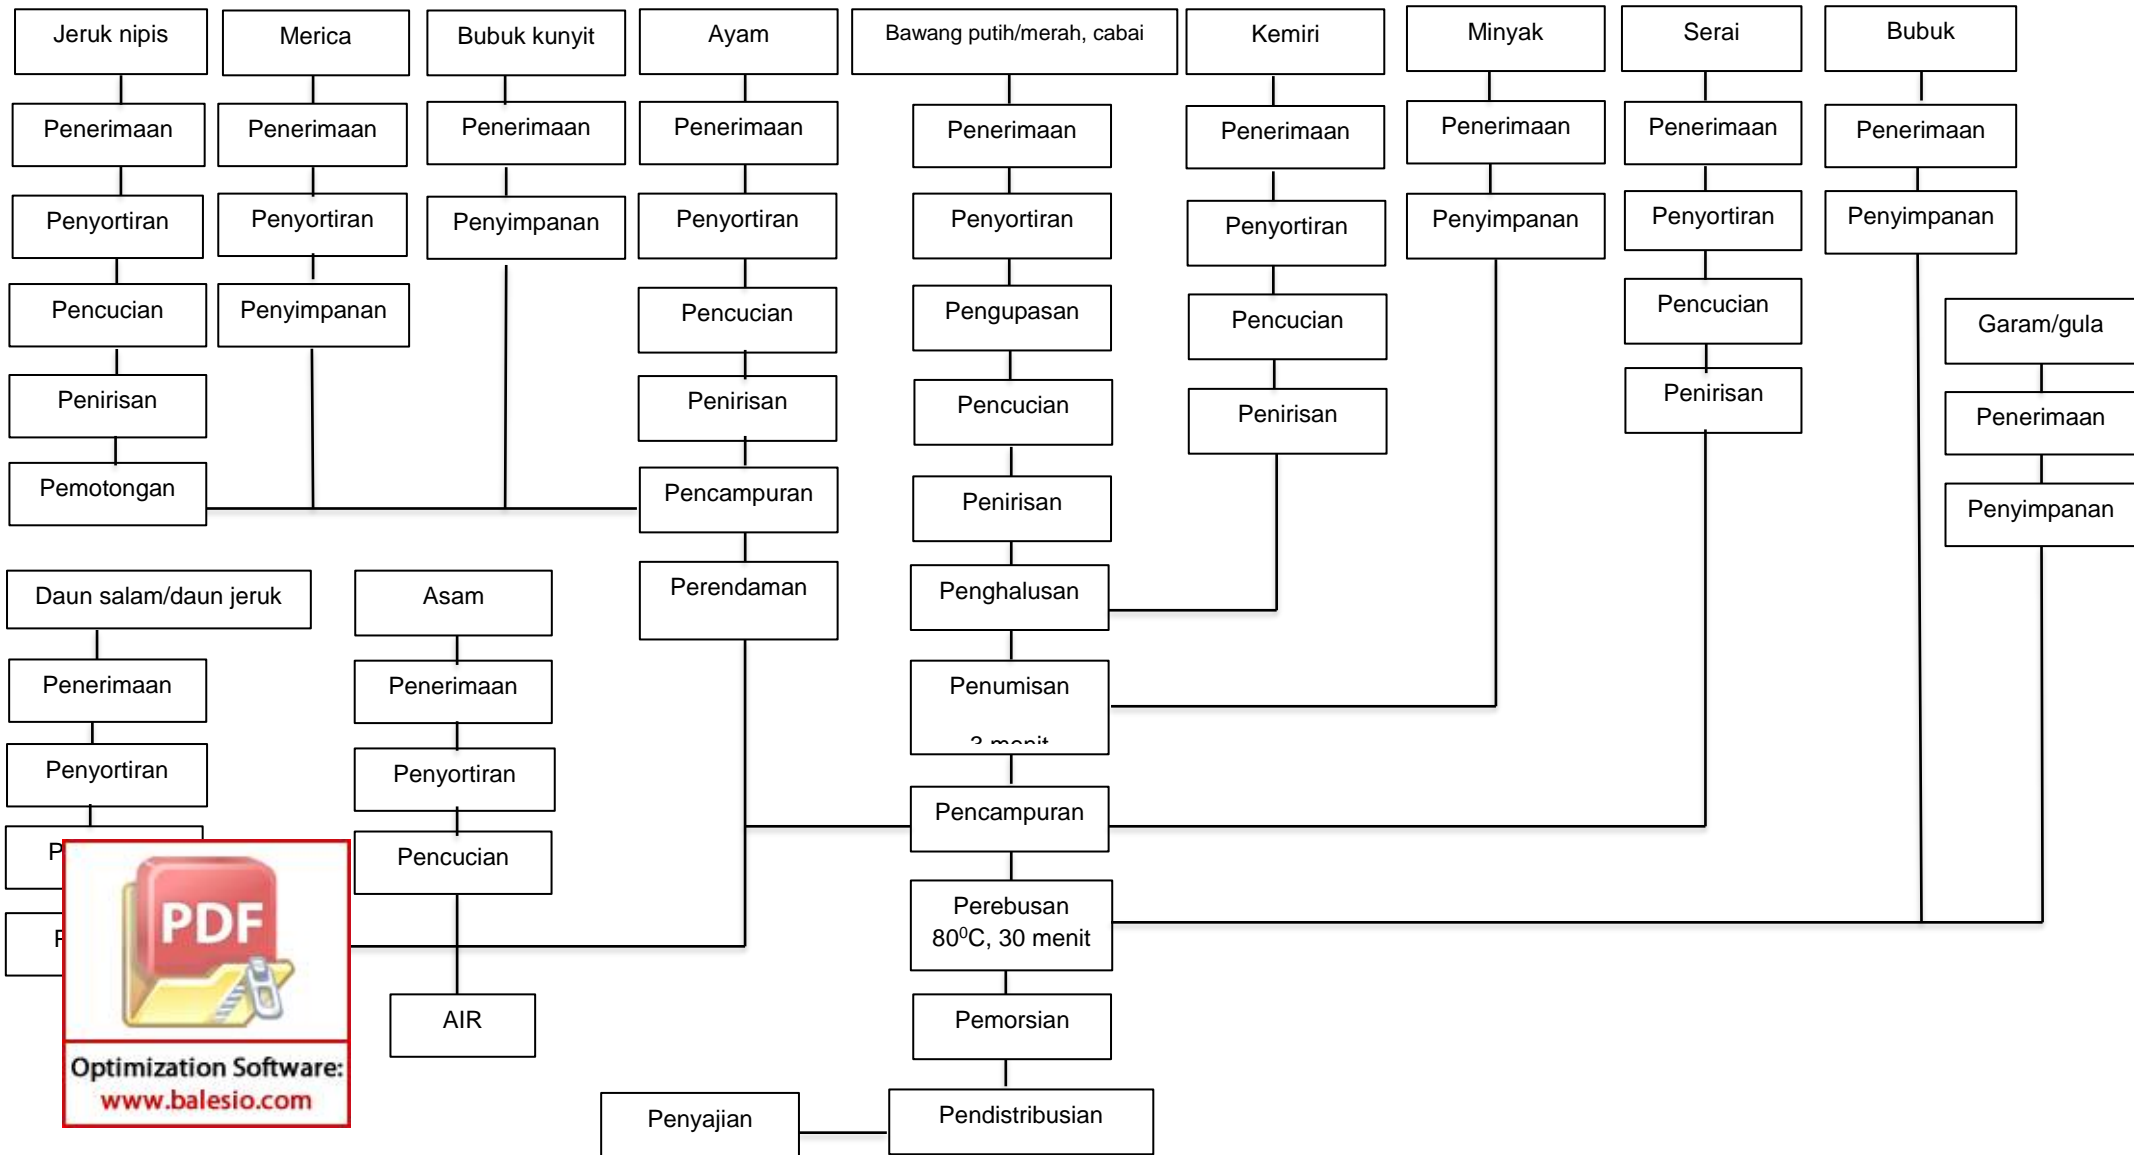 Jeruk nipis
Merica
Bubuk kunyit
Ayam
Bawang putih/merah, cabai
Kemiri
Minyak
Serai
Bubuk
Penerimaan
Penerimaan
Penerimaan
Penerimaan
Penerimaan
Penerimaan
Penerimaan
Penerimaan
Penerimaan
Penyortiran
Penyortiran
Penyimpanan
Penyortiran
Penyortiran
Penyortiran
Penyimpanan
Penyortiran
Penyimpanan
Pencucian
Penyimpanan
Pencucian
Pengupasan
Pencucian
Pencucian
Garam/gula
Penirisan
Penirisan
Pencucian
Penirisan
Penirisan
Penerimaan
Pemotongan
Pencampuran
Penirisan
Penyimpanan
Daun salam/daun jeruk
Asam
Perendaman
Penghalusan
Penerimaan
Penerimaan
Penumisan
3 menit
Penyortiran
Penyortiran
Pencampuran
P
Pencucian
Perebusan
80⁰C, 30 menit
PDF
AIR
Pemorsian
Optimization Software:
www.balesio.com
Penyajian
Pendistribusian